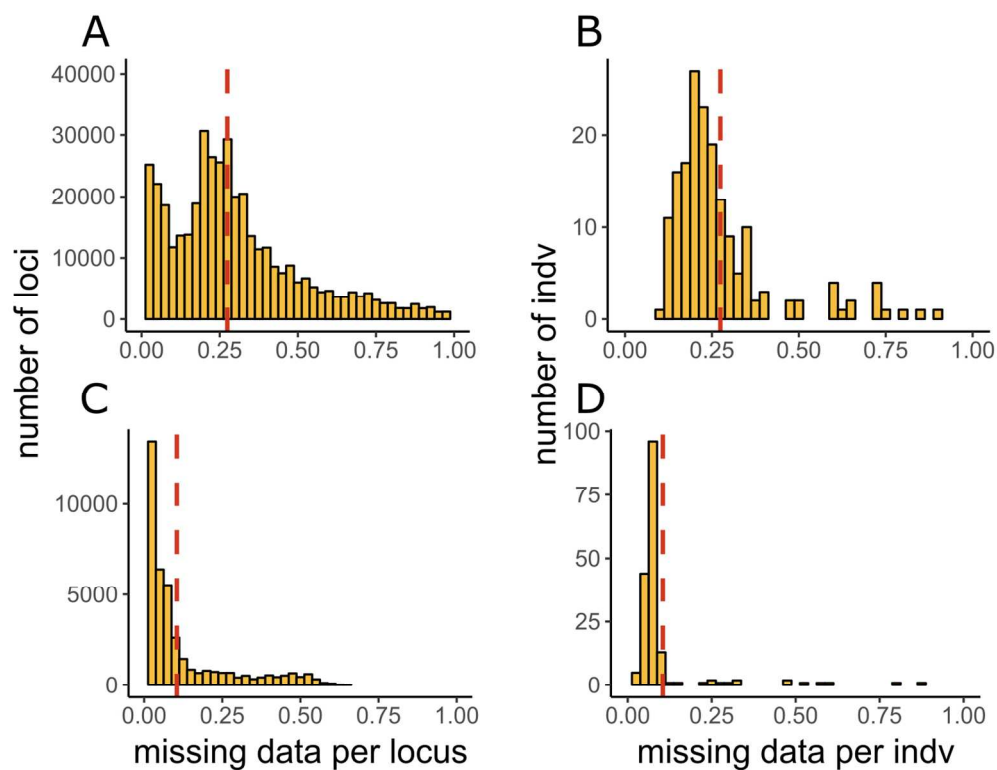 A
number of loci
40000
30000
20000
10000
0
0.00 0.25 0.50 0.75 1.00
B
number of indv
20
10
0
0.00 0.25 0.50 0.75 1.00
C
10000
5000
0
0.00 0.25 0.50 0.75 1.00
missing data per locus
D
100
75
50
25
0
0.00 0.25 0.50 0.75 1.00
missing data per indv